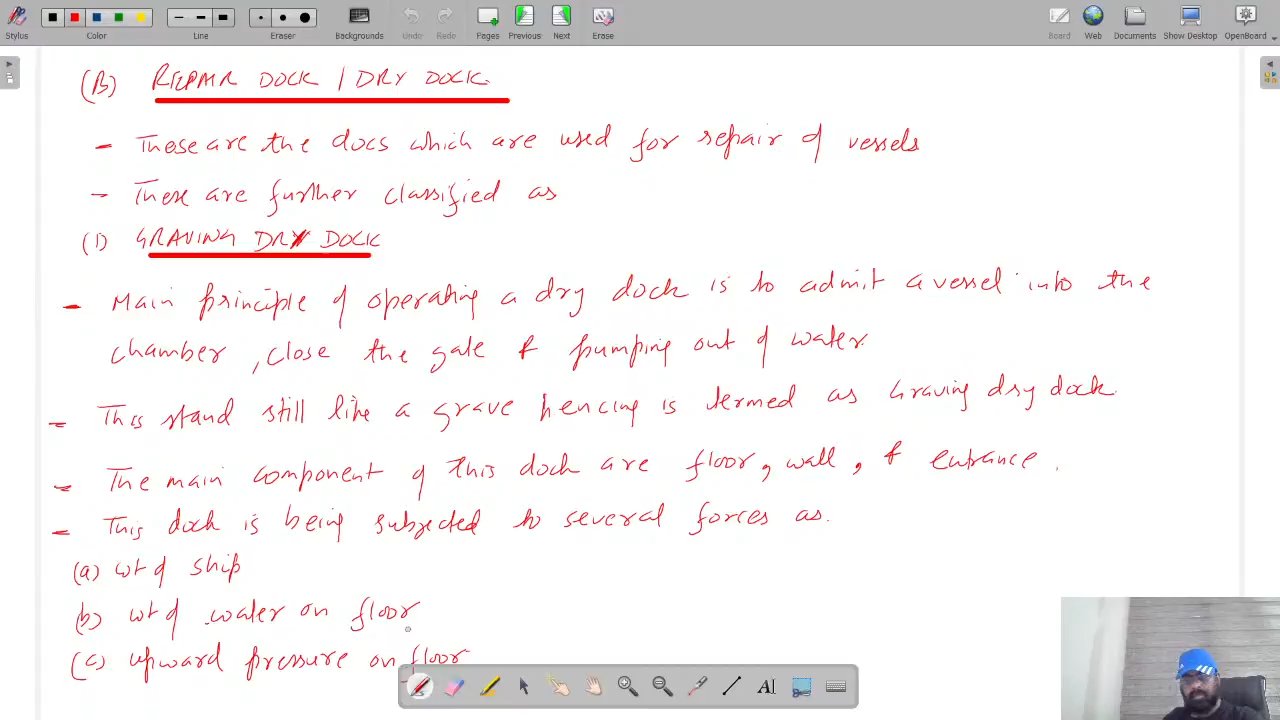 Stylus Color Line Eraser Backgrounds Undo Redo Pages Previous Next Erase Board Web Documents Show Desktop OpenBoard
(B) REPAIR DOCK / DRY DOCK.
- These are the docs which are used for repair of vessels
- These are further classified as
(1) GRAVING DRY DOCK
- Main principle of operating a dry dock is to admit a vessel into the
chamber, close the gate & pumping out of water.
- This stand still like a grave hencing is termed as Graving dry dock.
- The main component of this dock are floor, wall, & entrance.
- This dock is being subjected to several forces as.
(a) wt of ship
(b) wt of water on floor
(c) upward pressure on floor